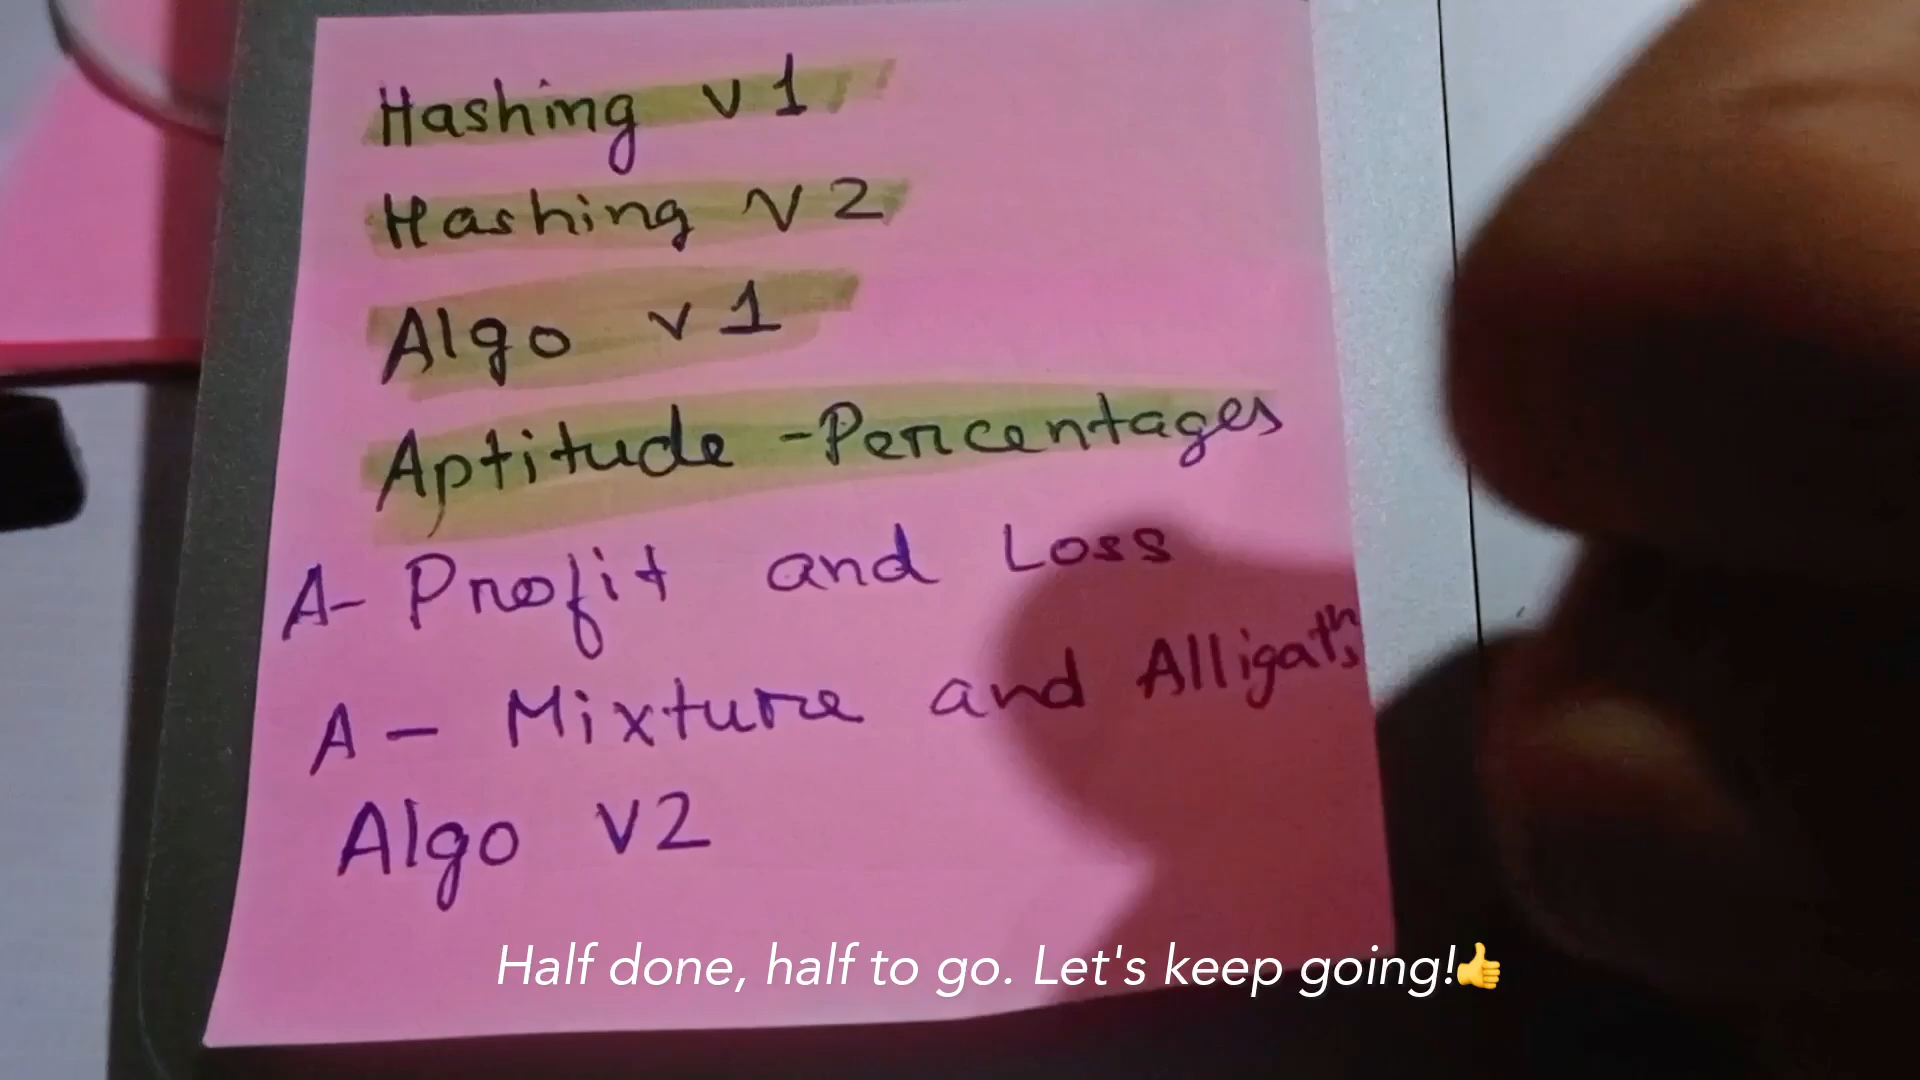 Hashing v1
Hashing v2
Algo v1
Aptitude - Percentages
A- Profit and Loss
A - Mixture and
Algo v2
Half done, half to go. Let's keep going!👍